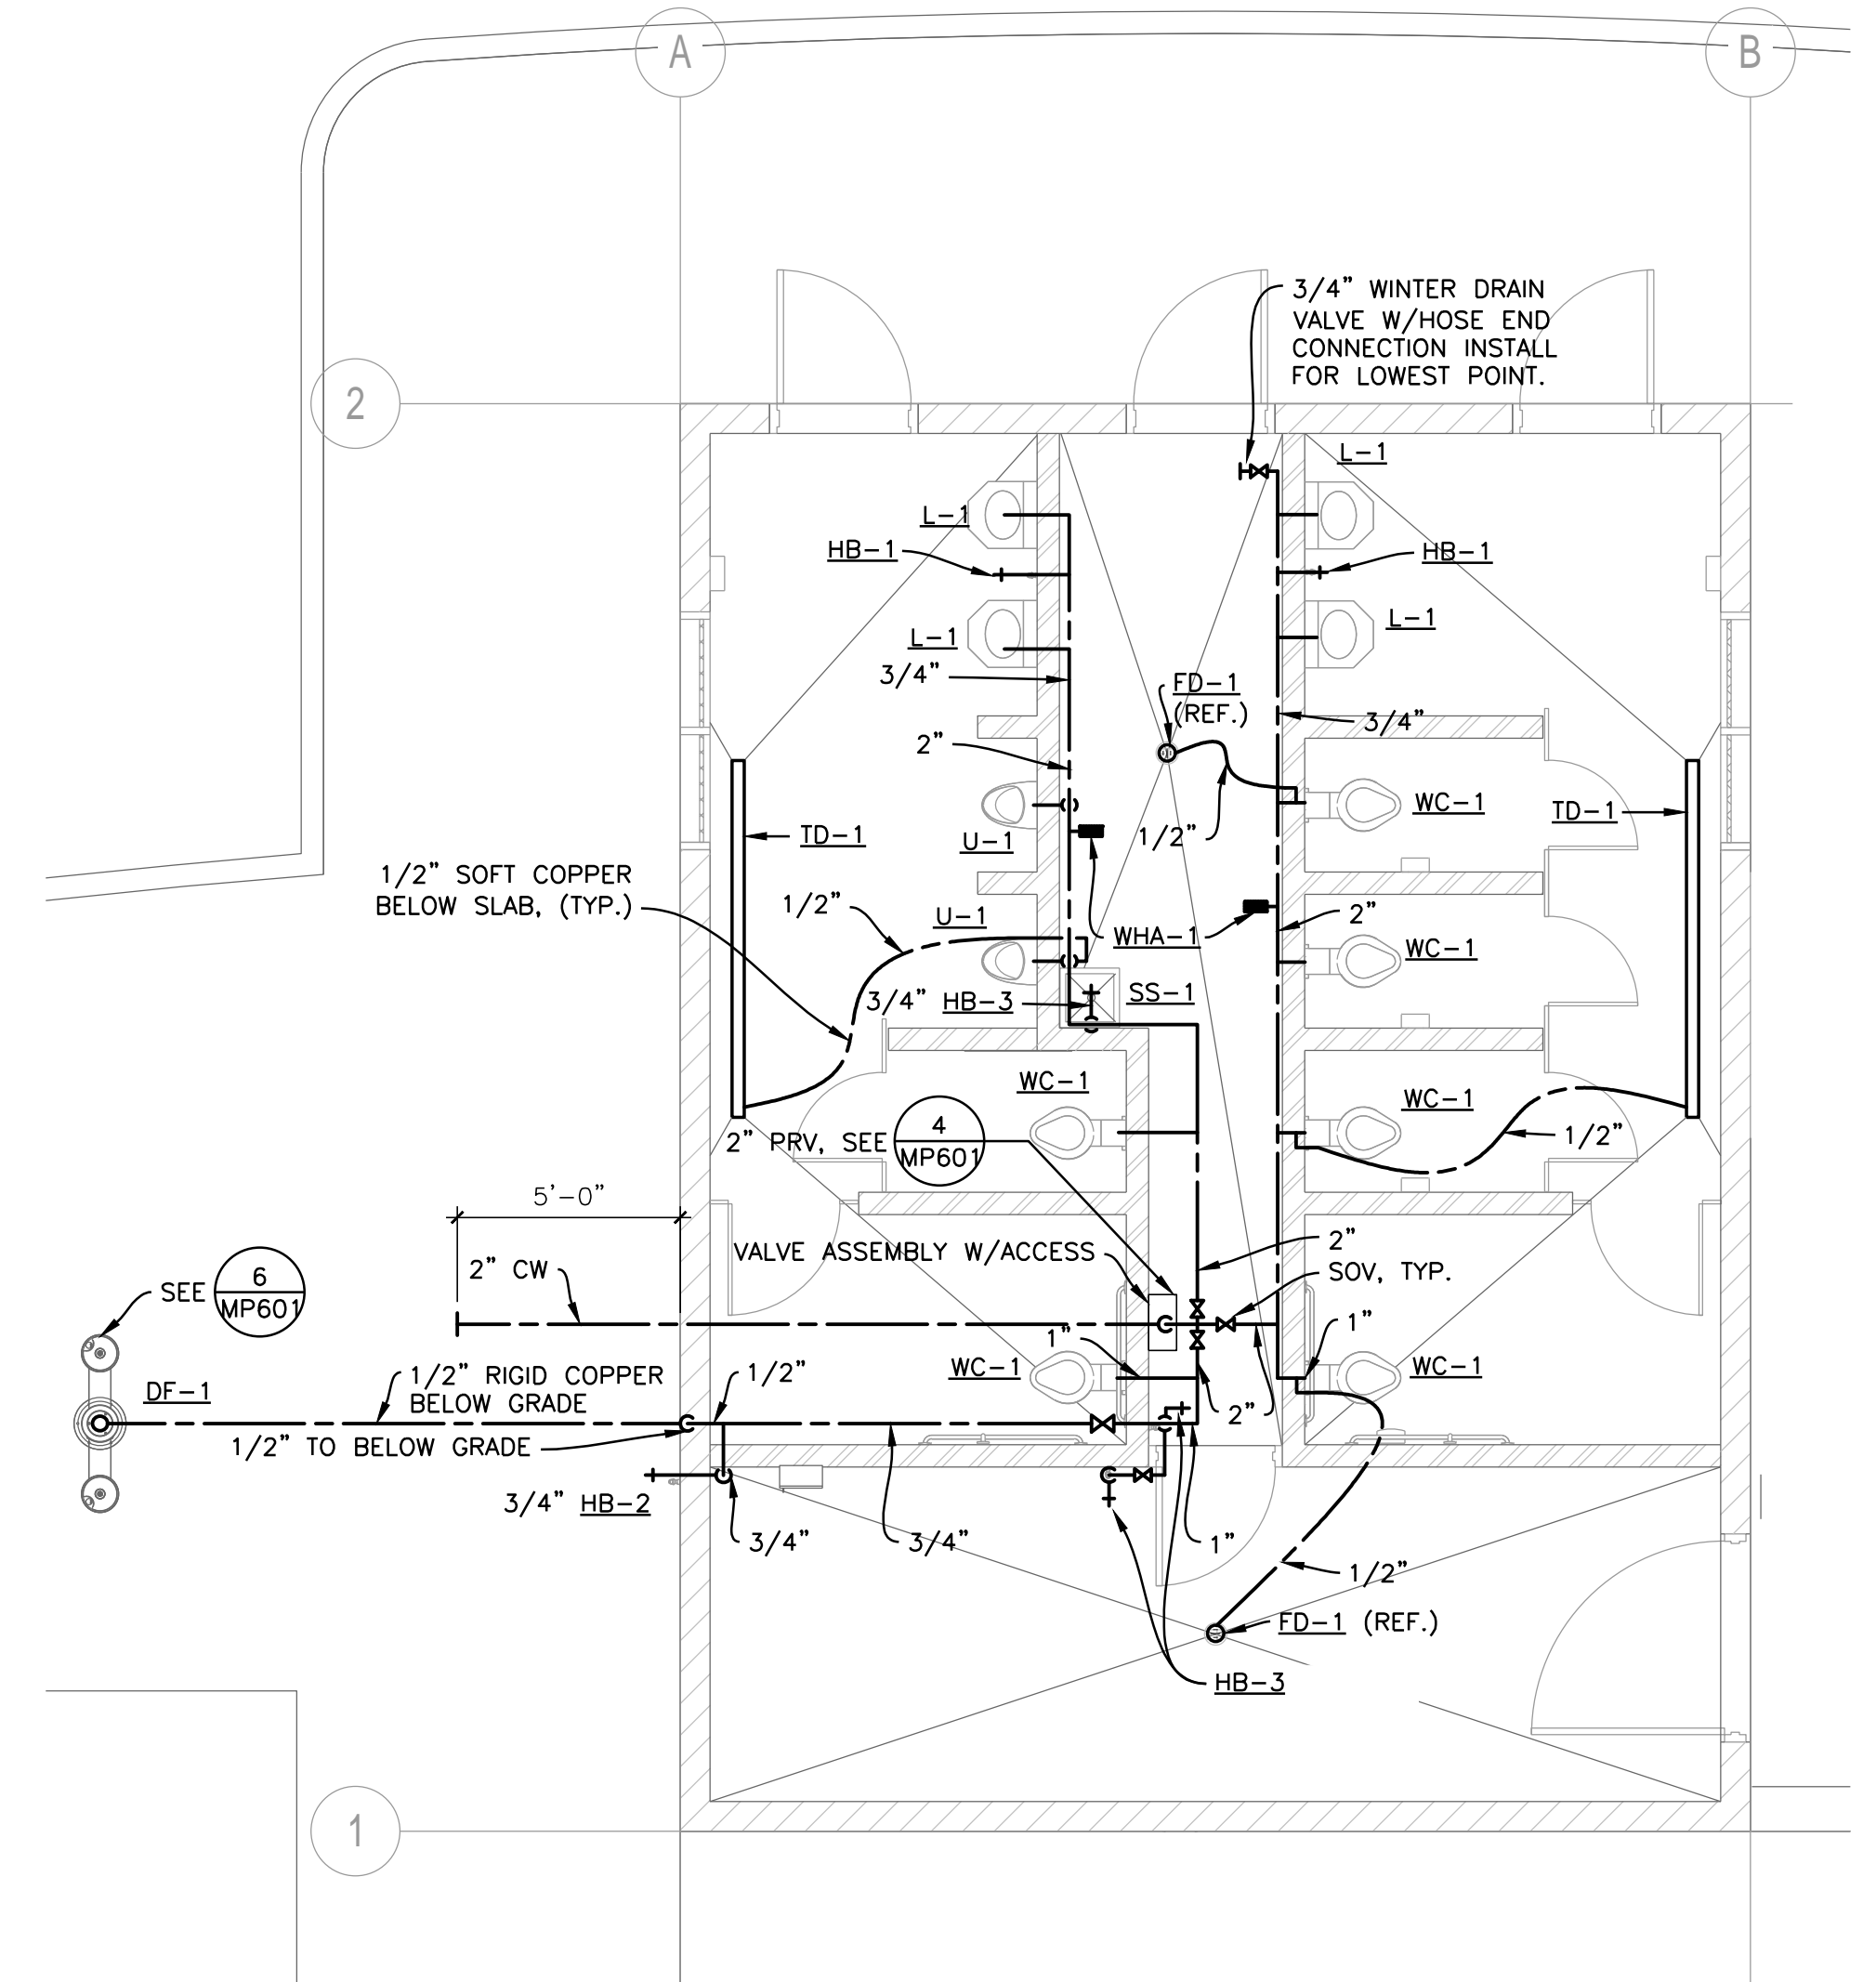 A
B
3/4" WINTER DRAIN
VALVE W/HOSE END
CONNECTION INSTALL
FOR LOWEST POINT.
2
L-1
L-1
HB-1
HB-1
L-1
L-1
3/4"
FD-1
(REF.)
3/4"
2"
WC-1
TD-1
TD-1
U-1
1/2"
1/2" SOFT COPPER
BELOW SLAB, (TYP.)
1/2"
U-1
2"
WHA-1
WC-1
3/4" HB-3
SS-1
WC-1
WC-1
2" PRV, SEE
4
MP601
1/2"
5'-0"
2"
VALVE ASSEMBLY W/ACCESS
SOV, TYP.
2" CW
SEE
6
MP601
1"
1"
WC-1
WC-1
1/2"
1/2" RIGID COPPER
BELOW GRADE
DF-1
2"
1/2" TO BELOW GRADE
3/4" HB-2
3/4"
3/4"
1"
1/2"
FD-1 (REF.)
HB-3
1